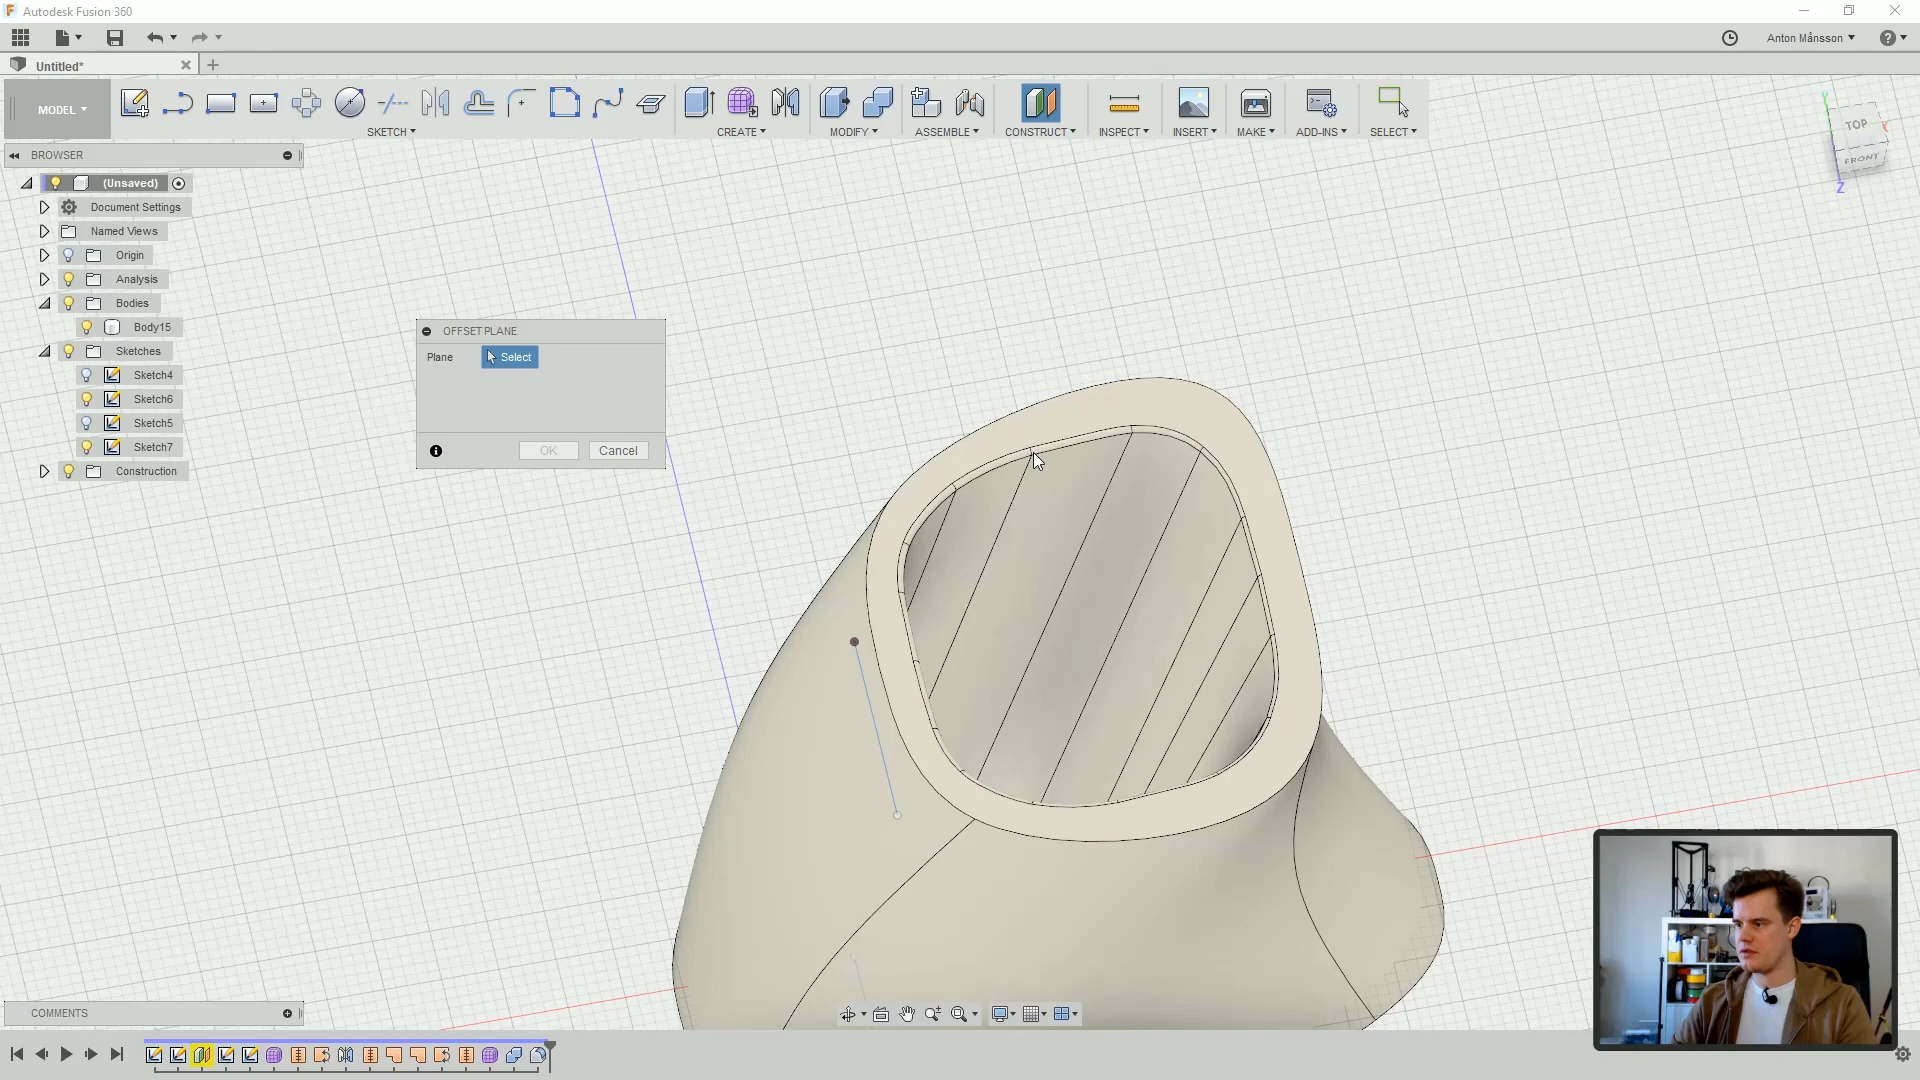 Autodesk Fusion 360
Anton Månsson
Untitled*
MODEL
SKETCH
CREATE
MODIFY
ASSEMBLE
CONSTRUCT
INSPECT
INSERT
MAKE
ADD-INS
SELECT
BROWSER
(Unsaved)
Document Settings
Named Views
Origin
Analysis
Bodies
Body15
Sketches
Sketch4
Sketch6
Sketch5
Sketch7
Construction
OFFSET PLANE
Plane
Select
OK
Cancel
Y
TOP
X
FRONT
Z
COMMENTS